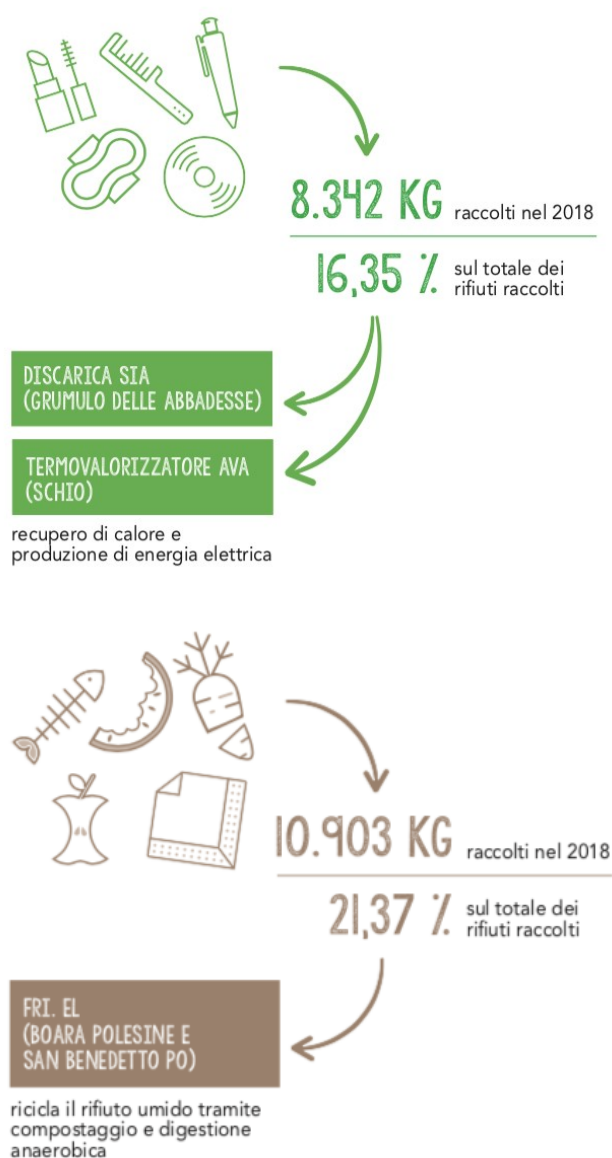 8.342 KG raccolti nel 2018
16,35 % sul totale dei
rifiuti raccolti
DISCARICA SIA
(GRUMULO DELLE ABBADESSE)
TERMOVALORIZZATORE AVA
(SCHIO)
recupero di calore e
produzione di energia elettrica
10.903 KG raccolti nel 2018
21,37 % sul totale dei
rifiuti raccolti
FRI. EL
(BOARA POLESINE E
SAN BENEDETTO PO)
ricicla il rifiuto umido tramite
compostaggio e digestione
anaerobica